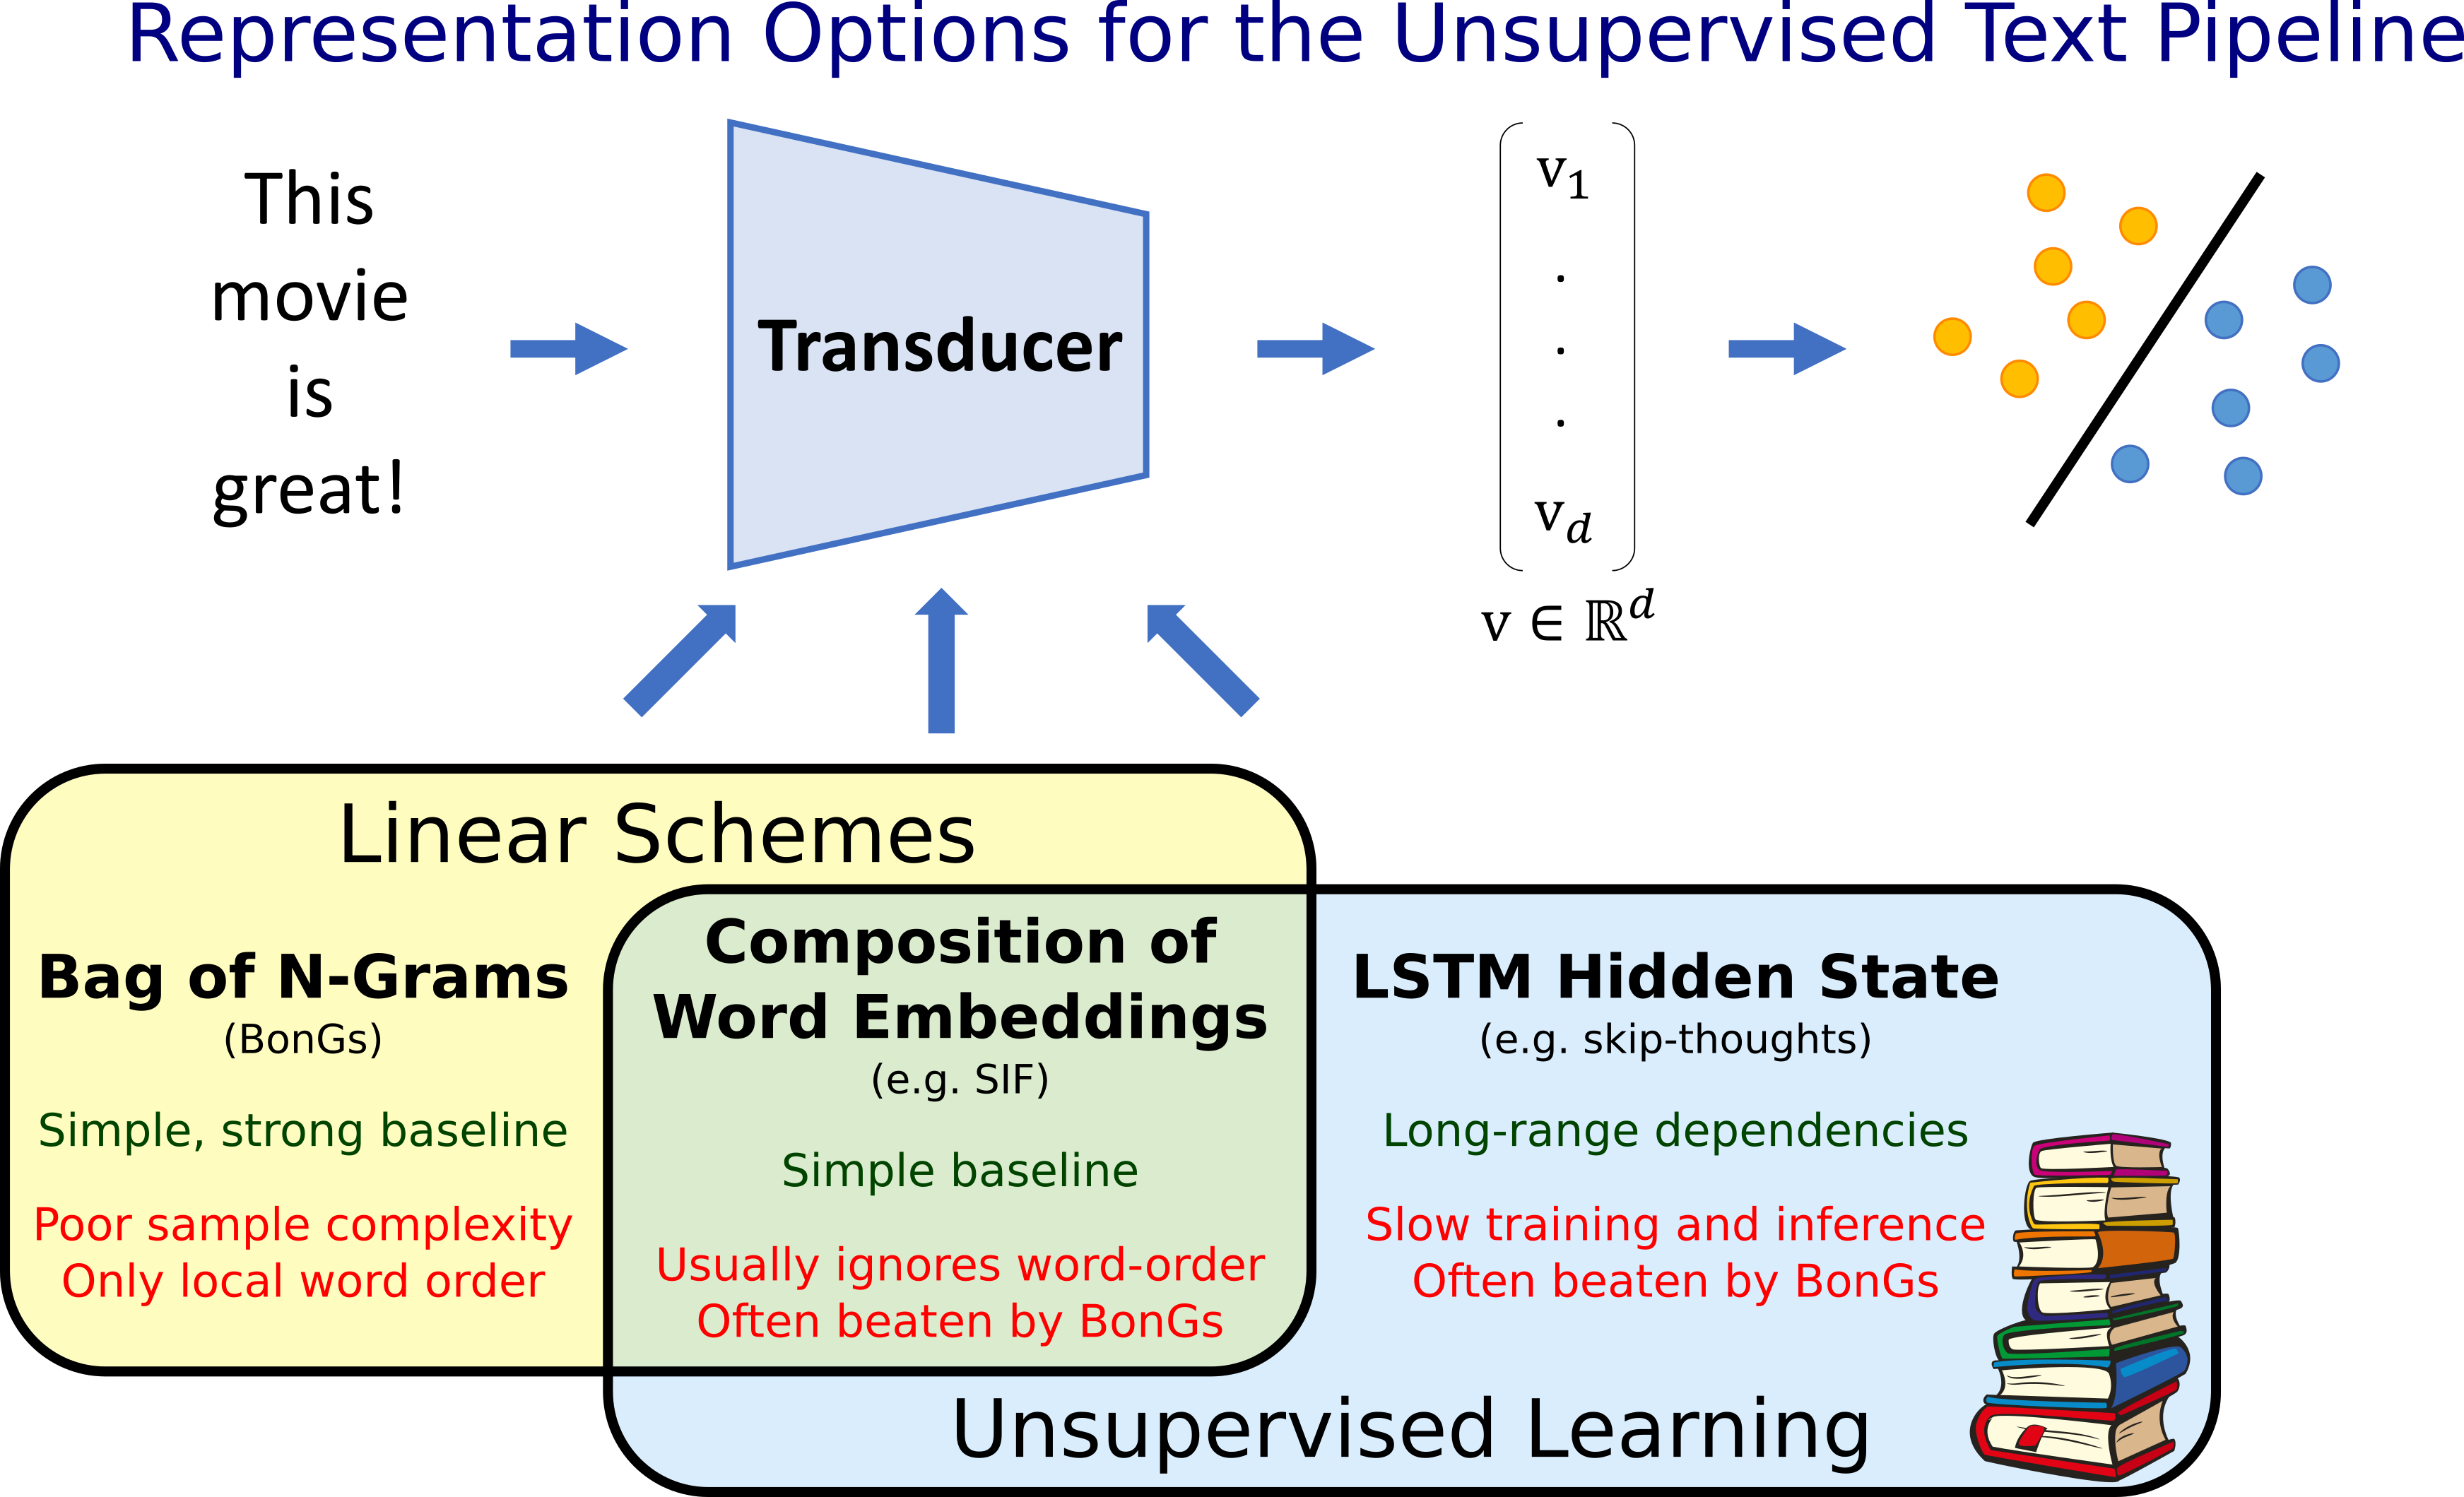 Representation Options for the Unsupervised Text Pipeline
This
movie
is
great!
Transducer
v₁
.
.
.
v_d
v ∈ ℝᵈ
Linear Schemes
Bag of N-Grams
(BonGs)
Simple, strong baseline
Poor sample complexity
Only local word order
Composition of
Word Embeddings
(e.g. SIF)
Simple baseline
Usually ignores word-order
Often beaten by BonGs
LSTM Hidden State
(e.g. skip-thoughts)
Long-range dependencies
Slow training and inference
Often beaten by BonGs
Unsupervised Learning